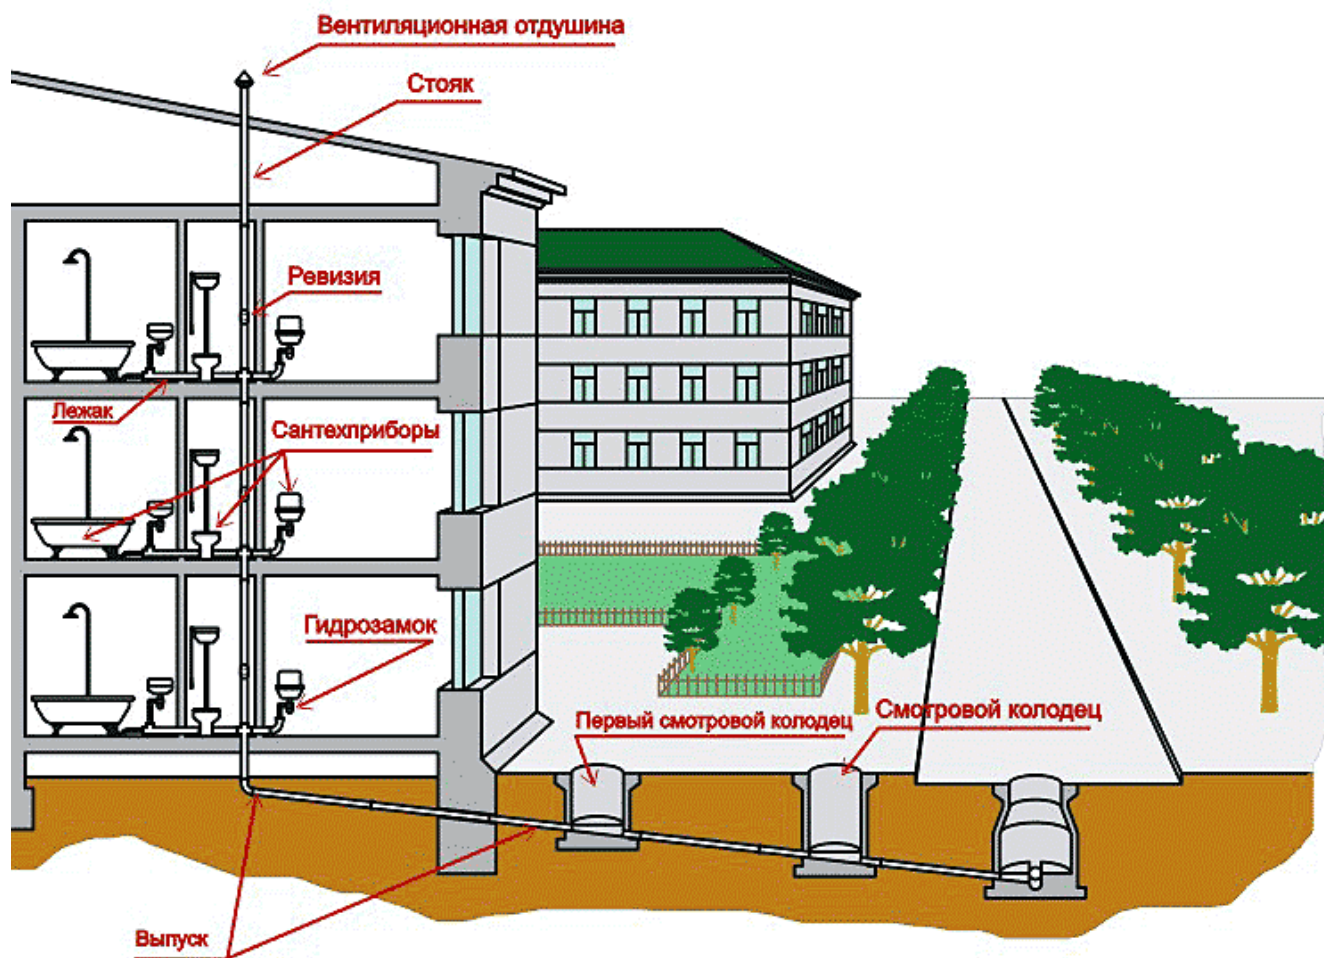 Вентиляционная отдушина
Стояк
Ревизия
Лежак
Сантехприборы
Гидрозамок
Первый смотровой колодец
Смотровой колодец
Выпуск